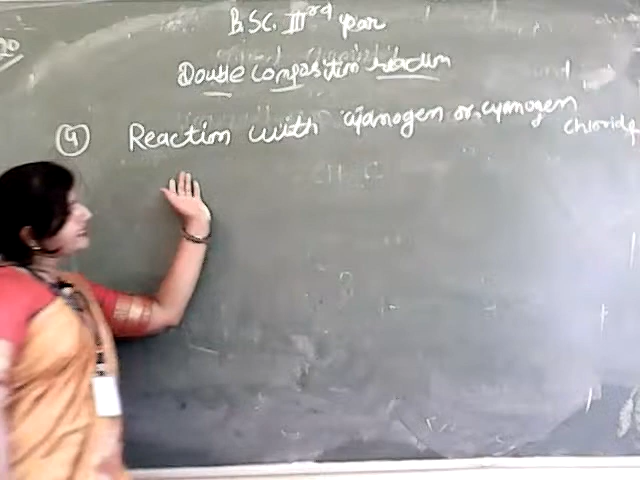 B.SC. III rd year
Double composition reaction
④ Reaction with cyanogen or cyanogen
chloride